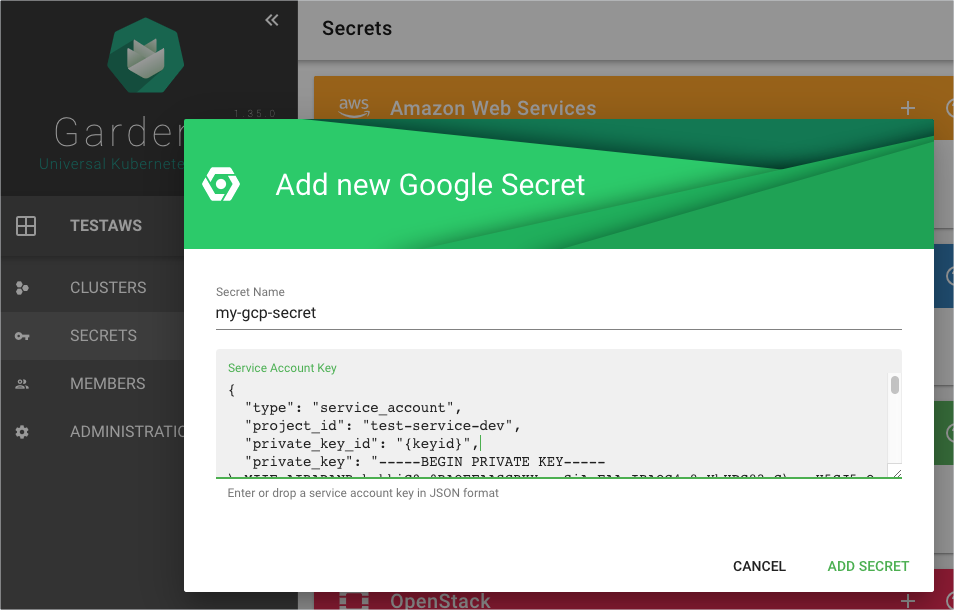 Secrets
1.35.0
Garden
Universal Kubernete
aws
Amazon Web Services
TESTAWS
CLUSTERS
SECRETS
MEMBERS
ADMINISTRATIO
Add new Google Secret
Secret Name
my-gcp-secret
Service Account Key
{
"type": "service_account",
"project_id": "test-service-dev",
"private_key_id": "{keyid}",
"private_key": "-----BEGIN PRIVATE KEY-----
Enter or drop a service account key in JSON format
CANCEL
ADD SECRET
OpenStack